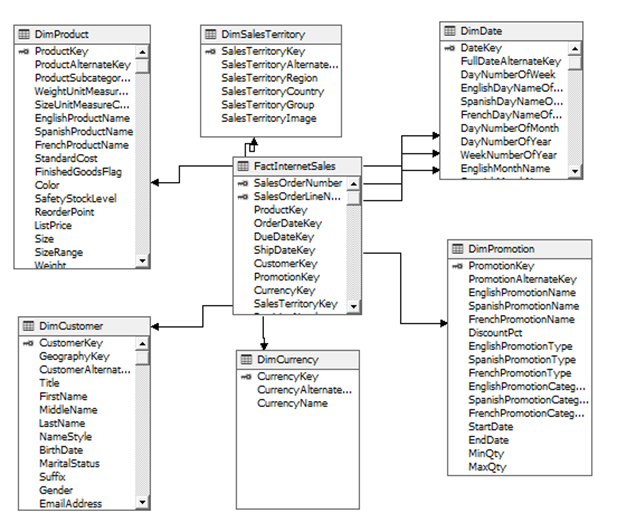 DimProduct
ProductKey
ProductAlternateKey
ProductSubcategor...
WeightUnitMeasur...
SizeUnitMeasureC...
EnglishProductName
SpanishProductName
FrenchProductName
StandardCost
FinishedGoodsFlag
Color
SafetyStockLevel
ReorderPoint
ListPrice
Size
SizeRange
Weight
DimSalesTerritory
SalesTerritoryKey
SalesTerritoryAlternate...
SalesTerritoryRegion
SalesTerritoryCountry
SalesTerritoryGroup
SalesTerritoryImage
DimDate
DateKey
FullDateAlternateKey
DayNumberOfWeek
EnglishDayNameOf...
SpanishDayNameO...
FrenchDayNameOf...
DayNumberOfMonth
DayNumberOfYear
WeekNumberOfYear
EnglishMonthName
FactInternetSales
SalesOrderNumber
SalesOrderLineN...
ProductKey
OrderDateKey
DueDateKey
ShipDateKey
CustomerKey
PromotionKey
CurrencyKey
SalesTerritoryKey
DimPromotion
PromotionKey
PromotionAlternateKey
EnglishPromotionName
SpanishPromotionName
FrenchPromotionName
DiscountPct
EnglishPromotionType
SpanishPromotionType
FrenchPromotionType
EnglishPromotionCateg...
SpanishPromotionCateg...
FrenchPromotionCateg...
StartDate
EndDate
MinQty
MaxQty
DimCustomer
CustomerKey
GeographyKey
CustomerAlternat...
Title
FirstName
MiddleName
LastName
NameStyle
BirthDate
MaritalStatus
Suffix
Gender
EmailAddress
DimCurrency
CurrencyKey
CurrencyAlternate...
CurrencyName